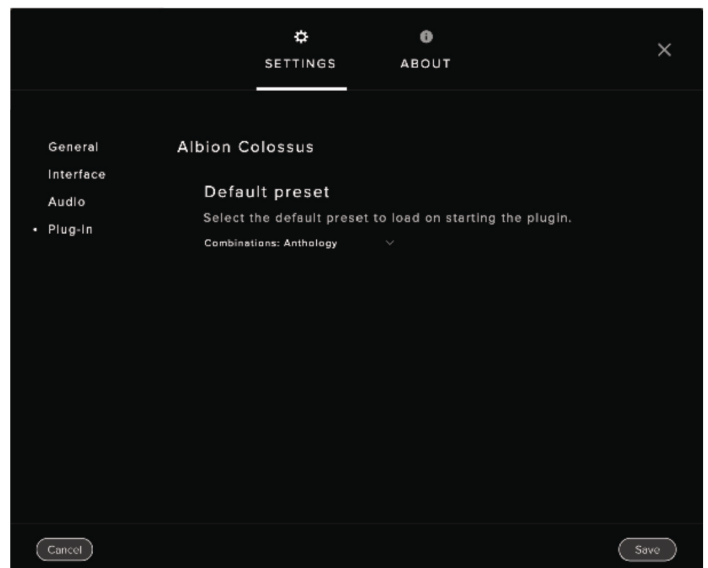 SETTINGS
ABOUT
General
Interface
Audio
• Plug-In
Albion Colossus
Default preset
Select the default preset to load on starting the plugin.
Combinations: Anthology
Cancel
Save